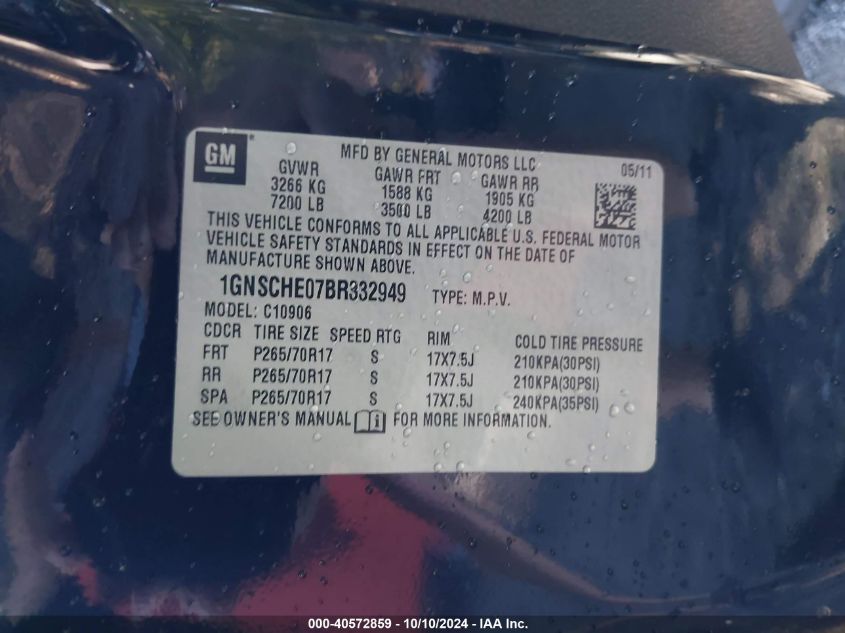 GM
MFD BY GENERAL MOTORS LLC
05/11
GVWR GAWR FRT GAWR RR
3266 KG 1588 KG 1905 KG
7200 LB 3500 LB 4200 LB
THIS VEHICLE CONFORMS TO ALL APPLICABLE U.S. FEDERAL MOTOR
VEHICLE SAFETY STANDARDS IN EFFECT ON THE DATE OF
MANUFACTURE SHOWN ABOVE.
1GNSCHE07BR332949 TYPE: M.P.V.
MODEL: C10906
CDCR TIRE SIZE SPEED RTG RIM COLD TIRE PRESSURE
FRT P265/70R17 S 17X7.5J 210KPA(30PSI)
RR P265/70R17 S 17X7.5J 210KPA(30PSI)
SPA P265/70R17 S 17X7.5J 240KPA(35PSI)
SEE OWNER'S MANUAL FOR MORE INFORMATION.
000-40572859 - 10/10/2024 - IAA Inc.